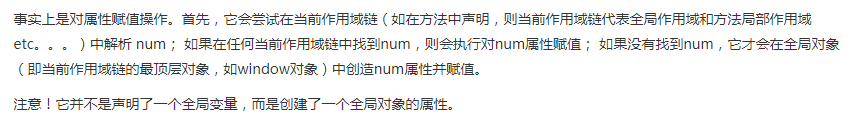 事实上是对属性赋值操作。首先，它会尝试在当前作用域链（如在方法中声明，则当前作用域链代表全局作用域和方法局部作用域
etc。。。）中解析 num； 如果在任何当前作用域链中找到num，则会执行对num属性赋值； 如果没有找到num，它才会在全局对象
（即当前作用域链的最顶层对象，如window对象）中创造num属性并赋值。
注意！它并不是声明了一个全局变量，而是创建了一个全局对象的属性。